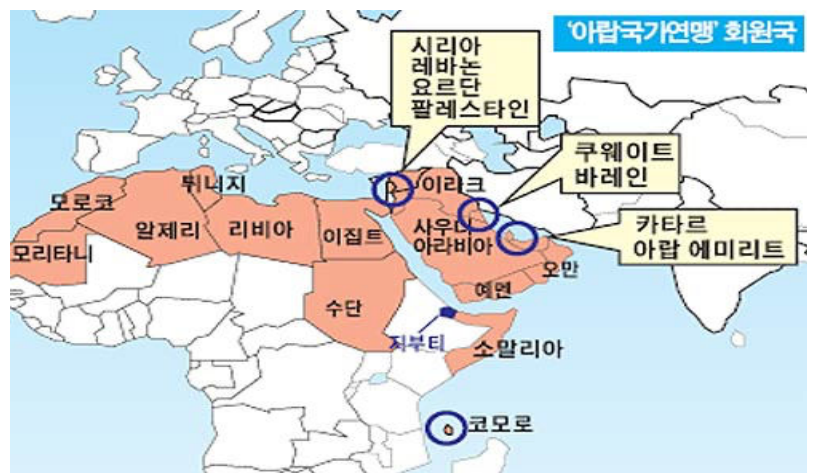 '아랍국가연맹' 회원국
시리아
레바논
요르단
팔레스타인
쿠웨이트
바레인
카타르
아랍 에미리트
튀니지
모로코
알제리
리비아
이집트
이라크
사우디
아라비아
모리타니
오만
예멘
수단
지부티
소말리아
코모로